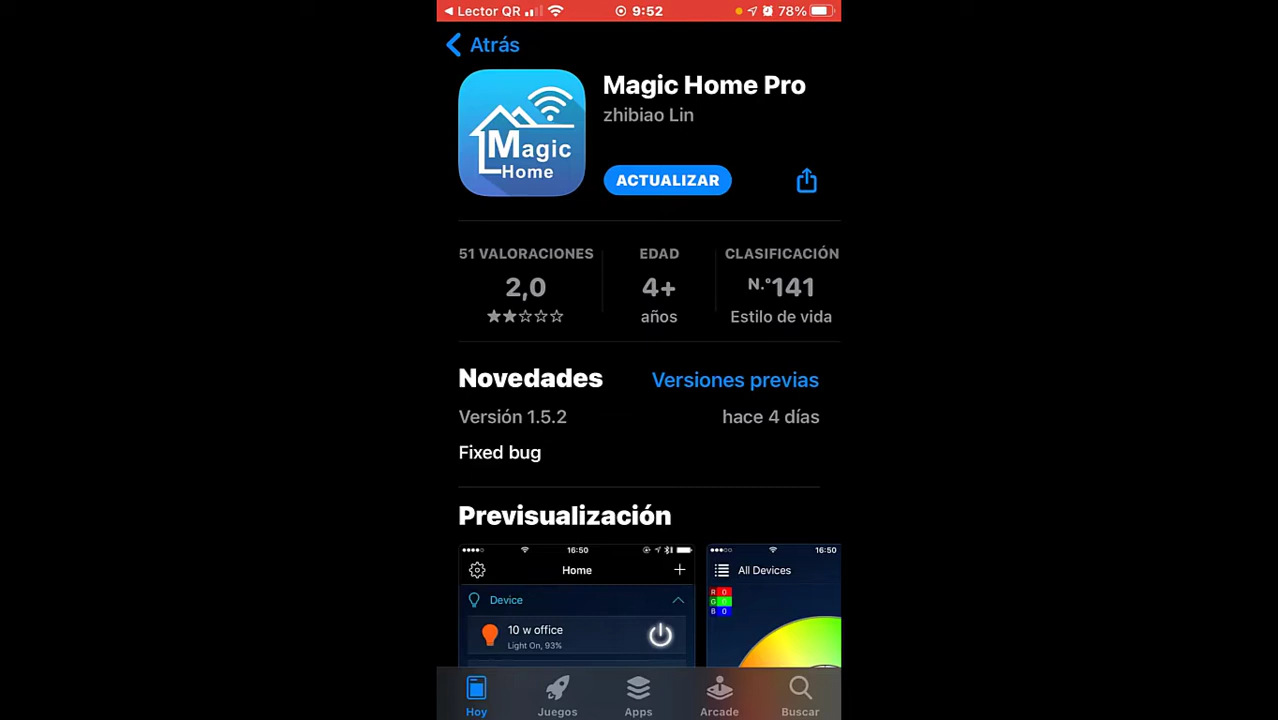 Lector QR 9:52 78%
Atrás
Magic Home
Magic Home Pro
zhibiao Lin
ACTUALIZAR
51 VALORACIONES EDAD CLASIFICACIÓN
2,0 4+ N.º141
años Estilo de vida
Novedades Versiones previas
Versión 1.5.2 hace 4 días
Fixed bug
Previsualización
16:50 16:50
Home All Devices
R 0
G 0
B 0
Device
10 w office
Light On, 93%
Hoy Juegos Apps Arcade Buscar